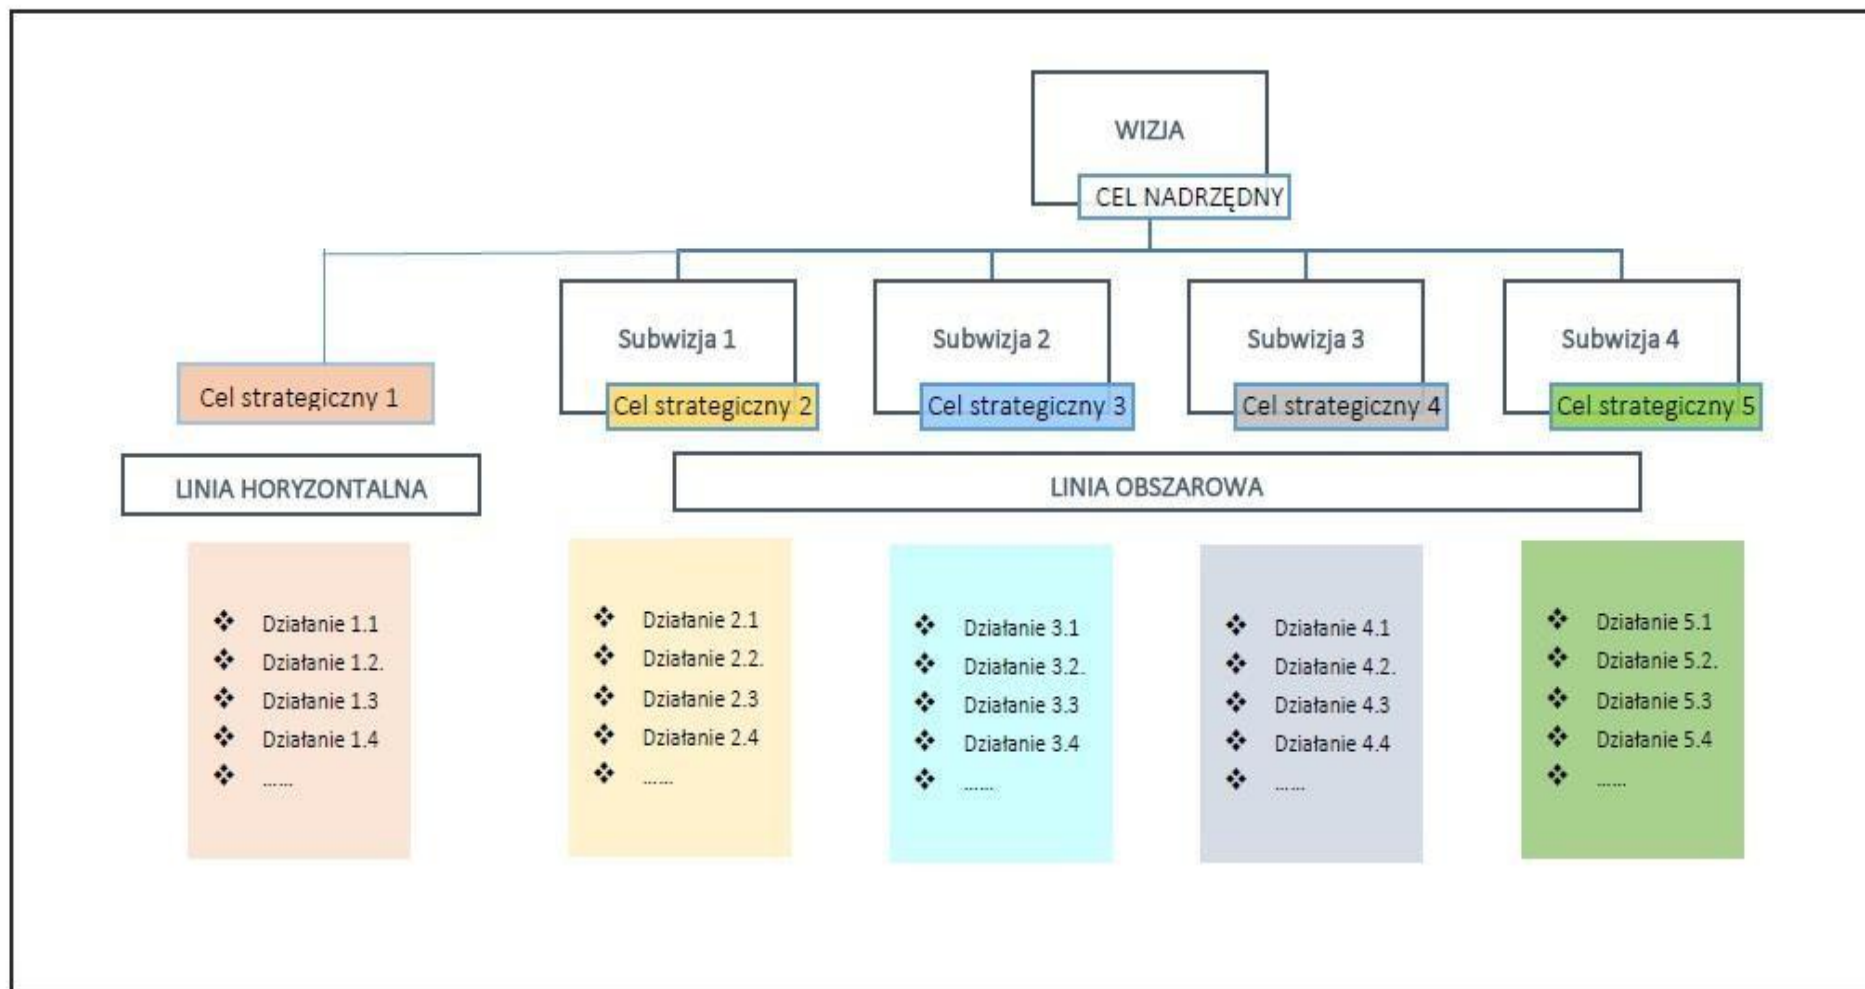 WIZJA
CEL NADRZĘDNY
Subwizja 1
Subwizja 2
Subwizja 3
Subwizja 4
Cel strategiczny 1
Cel strategiczny 2
Cel strategiczny 3
Cel strategiczny 4
Cel strategiczny 5
LINIA HORYZONTALNA
LINIA OBSZAROWA
❖ Działanie 1.1
❖ Działanie 1.2.
❖ Działanie 1.3
❖ Działanie 1.4
❖ ......
❖ Działanie 2.1
❖ Działanie 2.2.
❖ Działanie 2.3
❖ Działanie 2.4
❖ ......
❖ Działanie 3.1
❖ Działanie 3.2.
❖ Działanie 3.3
❖ Działanie 3.4
❖ ......
❖ Działanie 4.1
❖ Działanie 4.2.
❖ Działanie 4.3
❖ Działanie 4.4
❖ ......
❖ Działanie 5.1
❖ Działanie 5.2.
❖ Działanie 5.3
❖ Działanie 5.4
❖ ......